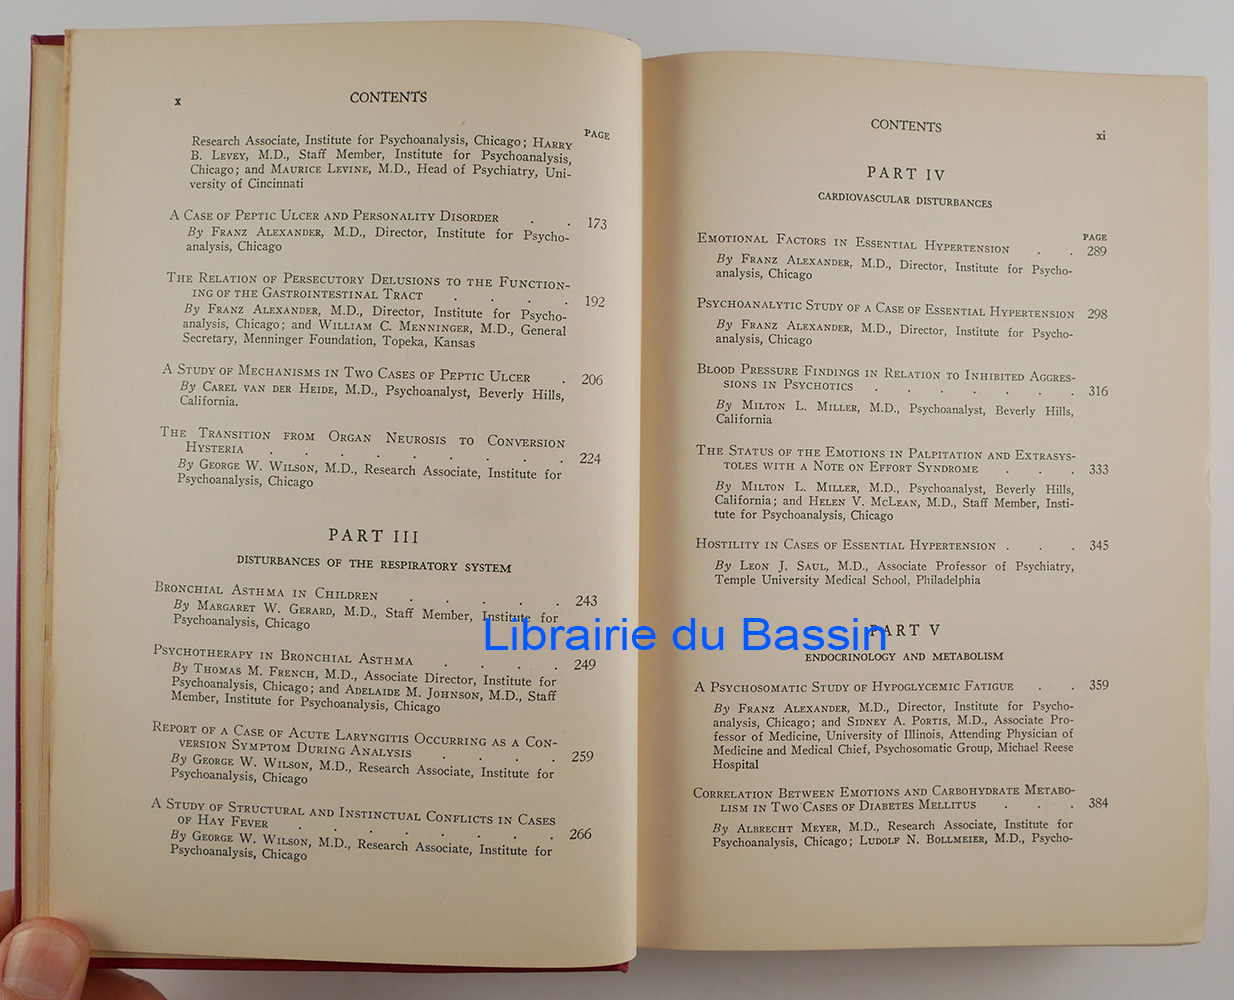 x
CONTENTS
PAGE
Research Associate, Institute for Psychoanalysis, Chicago; HARRY
B. LEVEY, M.D., Staff Member, Institute for Psychoanalysis,
Chicago; and MAURICE LEVINE, M.D., Head of Psychiatry, Uni-
versity of Cincinnati
A CASE OF PEPTIC ULCER AND PERSONALITY DISORDER . . 173
By FRANZ ALEXANDER, M.D., Director, Institute for Psycho-
analysis, Chicago
THE RELATION OF PERSECUTORY DELUSIONS TO THE FUNCTION-
ING OF THE GASTROINTESTINAL TRACT . . . . 192
By FRANZ ALEXANDER, M.D., Director, Institute for Psycho-
analysis, Chicago; and WILLIAM C. MENNINGER, M.D., General
Secretary, Menninger Foundation, Topeka, Kansas
A STUDY OF MECHANISMS IN TWO CASES OF PEPTIC ULCER . 206
By CAREL VAN DER HEIDE, M.D., Psychoanalyst, Beverly Hills,
California.
THE TRANSITION FROM ORGAN NEUROSIS TO CONVERSION
HYSTERIA . . . . . . . . . 224
By GEORGE W. WILSON, M.D., Research Associate, Institute for
Psychoanalysis, Chicago
PART III
DISTURBANCES OF THE RESPIRATORY SYSTEM
BRONCHIAL ASTHMA IN CHILDREN . . . . . . 243
By MARGARET W. GERARD, M.D., Staff Member, Institute for
Psychoanalysis, Chicago
PSYCHOTHERAPY IN BRONCHIAL ASTHMA . . . . 249
By THOMAS M. FRENCH, M.D., Associate Director, Institute for
Psychoanalysis, Chicago; and ADELAIDE M. JOHNSON, M.D., Staff
Member, Institute for Psychoanalysis, Chicago
REPORT OF A CASE OF ACUTE LARYNGITIS OCCURRING AS A CON-
VERSION SYMPTOM DURING ANALYSIS . . . . 259
By GEORGE W. WILSON, M.D., Research Associate, Institute for
Psychoanalysis, Chicago
A STUDY OF STRUCTURAL AND INSTINCTUAL CONFLICTS IN CASES
OF HAY FEVER . . . . . . . . 266
By GEORGE W. WILSON, M.D., Research Associate, Institute for
Psychoanalysis, Chicago
CONTENTS
xi
PART IV
CARDIOVASCULAR DISTURBANCES
PAGE
EMOTIONAL FACTORS IN ESSENTIAL HYPERTENSION . . 289
By FRANZ ALEXANDER, M.D., Director, Institute for Psycho-
analysis, Chicago
PSYCHOANALYTIC STUDY OF A CASE OF ESSENTIAL HYPERTENSION 298
By FRANZ ALEXANDER, M.D., Director, Institute for Psycho-
analysis, Chicago
BLOOD PRESSURE FINDINGS IN RELATION TO INHIBITED AGGRES-
SIONS IN PSYCHOTICS . . . . . . . 316
By MILTON L. MILLER, M.D., Psychoanalyst, Beverly Hills,
California
THE STATUS OF THE EMOTIONS IN PALPITATION AND EXTRASYS-
TOLES WITH A NOTE ON EFFORT SYNDROME . . . 333
By MILTON L. MILLER, M.D., Psychoanalyst, Beverly Hills,
California; and HELEN V. MCLEAN, M.D., Staff Member, Insti-
tute for Psychoanalysis, Chicago
HOSTILITY IN CASES OF ESSENTIAL HYPERTENSION . . . 345
By LEON J. SAUL, M.D., Associate Professor of Psychiatry,
Temple University Medical School, Philadelphia
PART V
ENDOCRINOLOGY AND METABOLISM
A PSYCHOSOMATIC STUDY OF HYPOGLYCEMIC FATIGUE . . 359
By FRANZ ALEXANDER, M.D., Director, Institute for Psycho-
analysis, Chicago; and SIDNEY A. PORTIS, M.D., Associate Pro-
fessor of Medicine, University of Illinois, Attending Physician of
Medicine and Medical Chief, Psychosomatic Group, Michael Reese
Hospital
CORRELATION BETWEEN EMOTIONS AND CARBOHYDRATE METABO-
LISM IN TWO CASES OF DIABETES MELLITUS . . . 384
By ALBRECHT MEYER, M.D., Research Associate, Institute for
Psychoanalysis, Chicago; LUDOLF N. BOLLMEIER, M.D., Psycho-
Librairie du Bassin